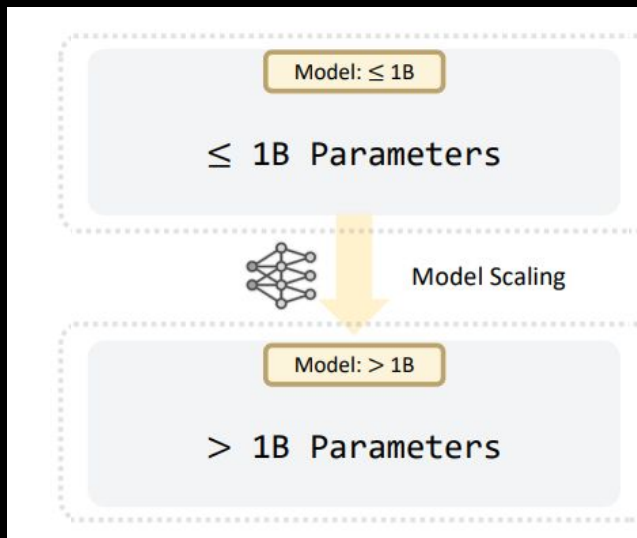 Model: ≤ 1B
≤ 1B Parameters
Model Scaling
Model: > 1B
> 1B Parameters